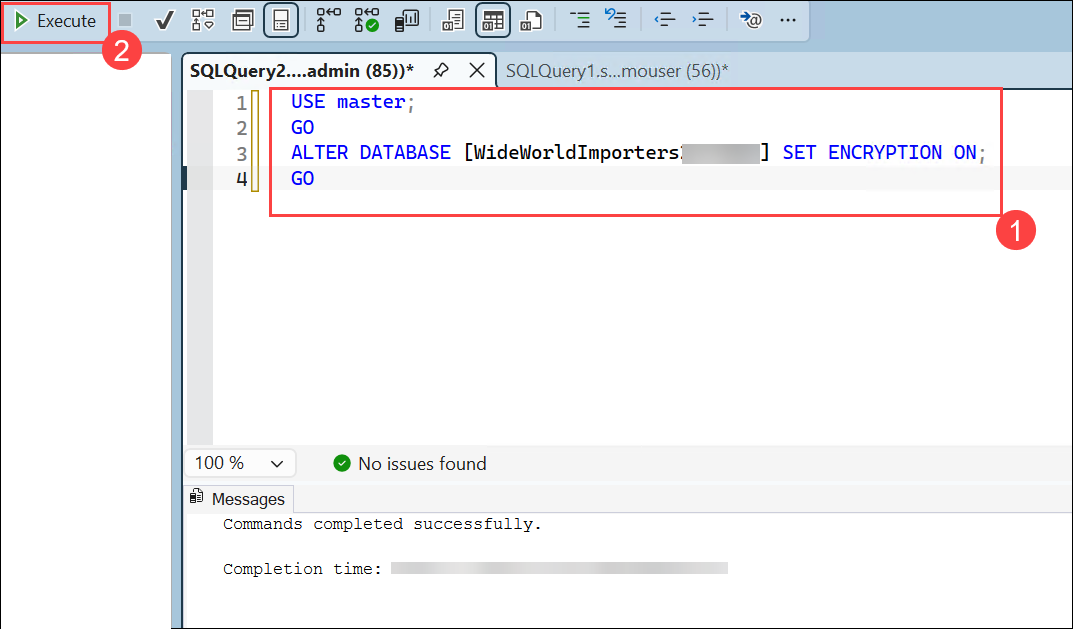 Execute
2
SQLQuery2....admin (85))*
SQLQuery1.s...mouser (56))*
1 USE master;
2 GO
3 ALTER DATABASE [WideWorldImporters ] SET ENCRYPTION ON;
4 GO
1
100 %
No issues found
Messages
Commands completed successfully.
Completion time: